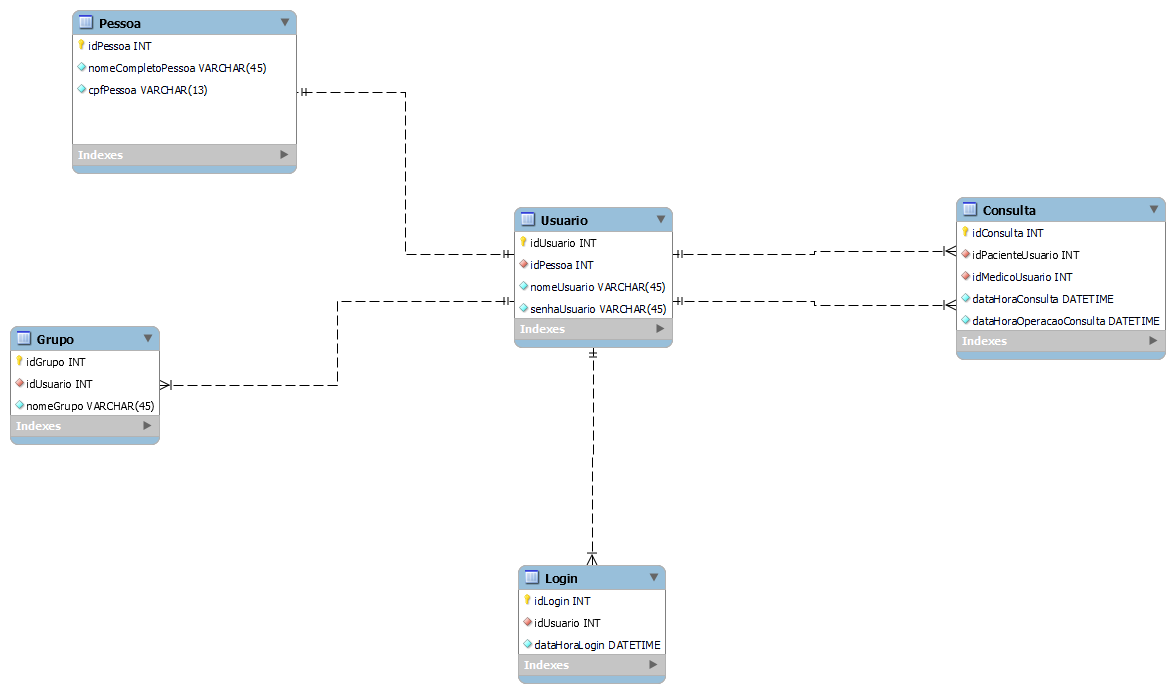 Pessoa
idPessoa INT
nomeCompletoPessoa VARCHAR(45)
cpfPessoa VARCHAR(13)
Indexes
Usuario
idUsuario INT
idPessoa INT
nomeUsuario VARCHAR(45)
senhaUsuario VARCHAR(45)
Indexes
Consulta
idConsulta INT
idPacienteUsuario INT
idMedicoUsuario INT
dataHoraConsulta DATETIME
dataHoraOperacaoConsulta DATETIME
Indexes
Grupo
idGrupo INT
idUsuario INT
nomeGrupo VARCHAR(45)
Indexes
Login
idLogin INT
idUsuario INT
dataHoraLogin DATETIME
Indexes